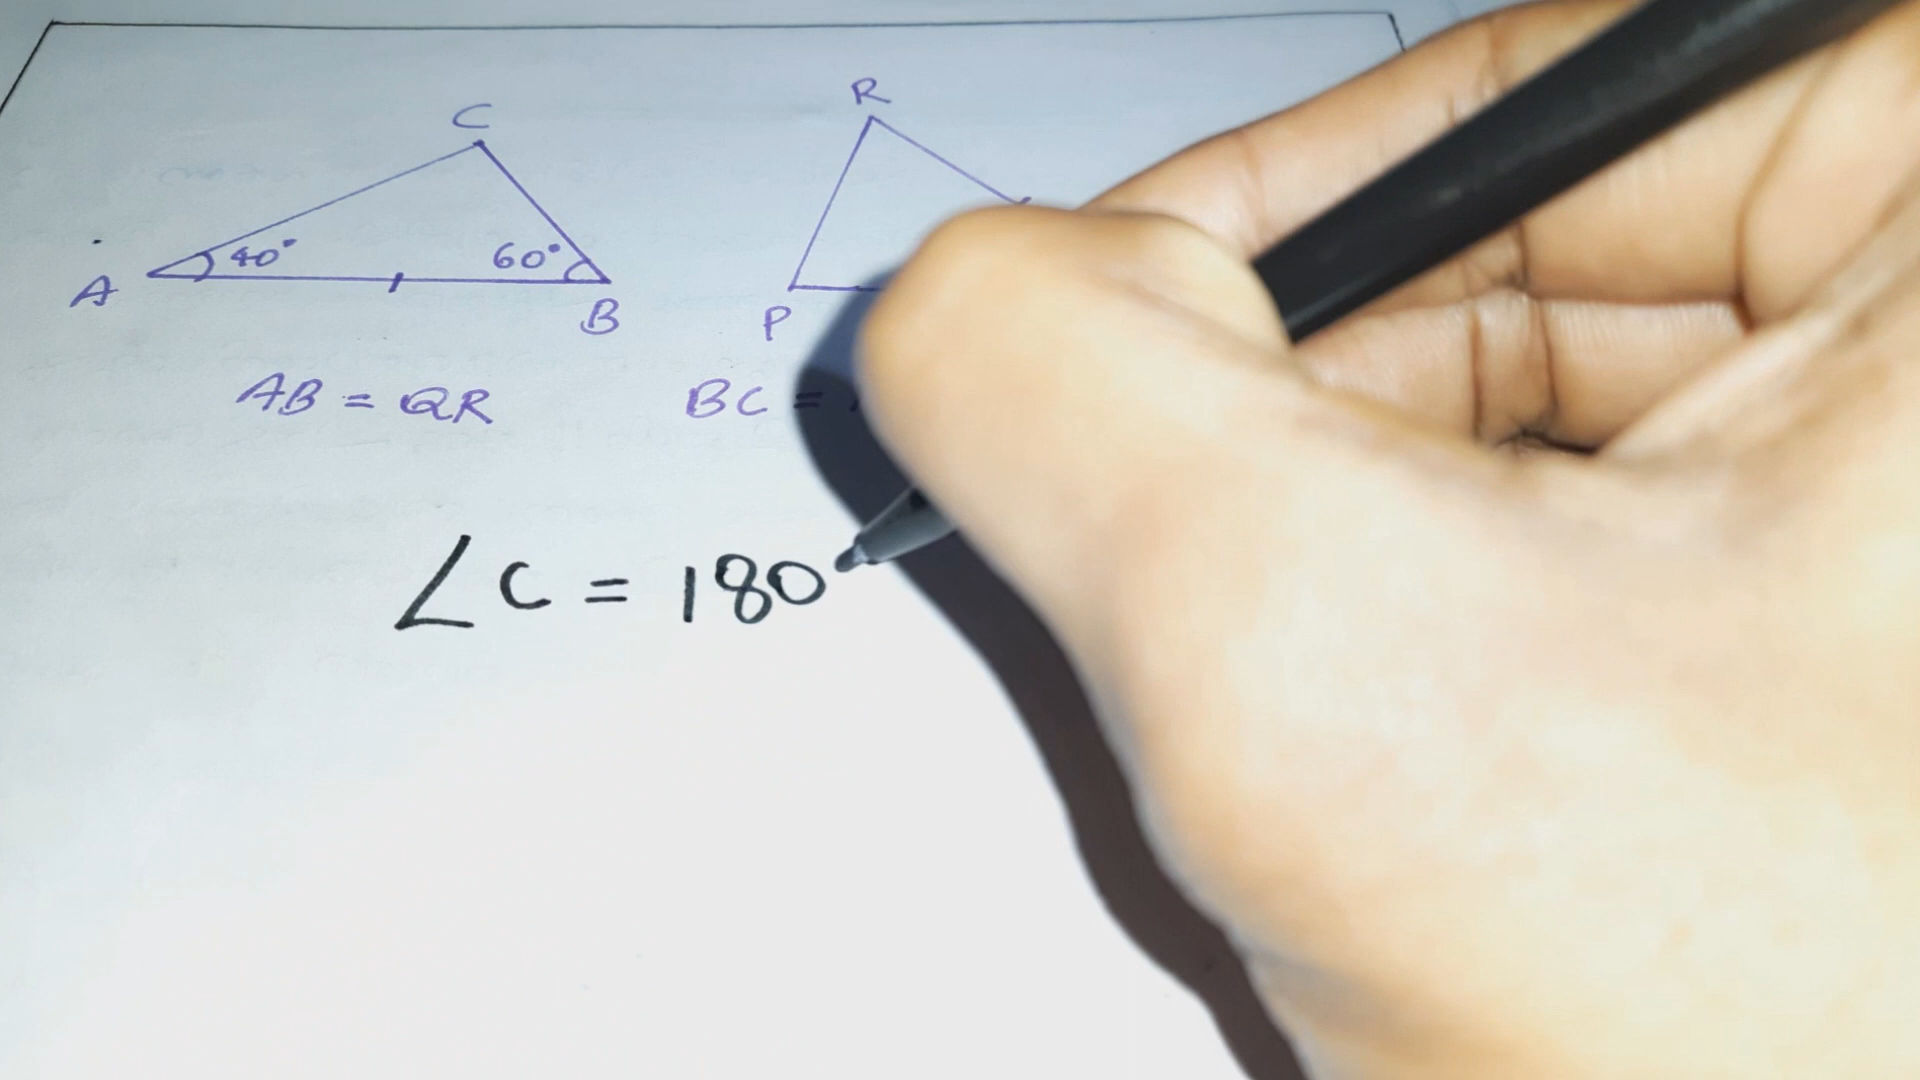 C
R
A 40° 60° B
P
AB = QR BC =
∠C = 180